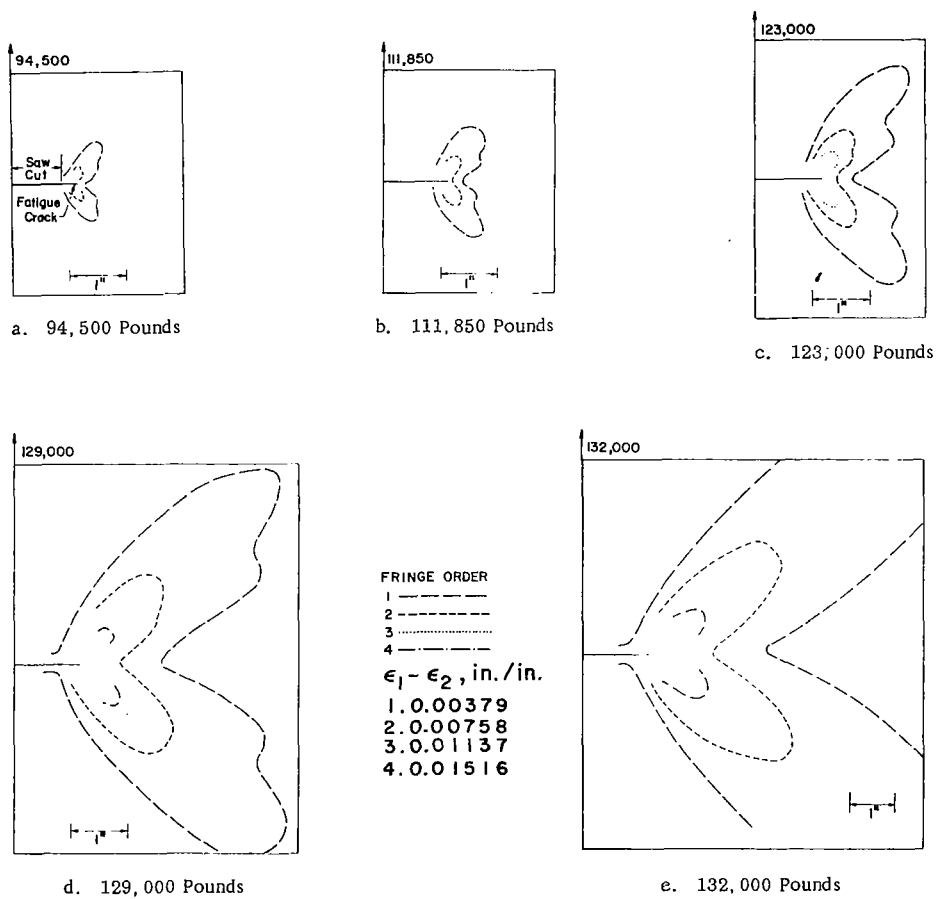 94,500
Saw
Cut
Fatigue
Crack
1"
a. 94,500 Pounds
111,850
1"
b. 111,850 Pounds
123,000
1"
c. 123,000 Pounds
129,000
1"
d. 129,000 Pounds
FRINGE ORDER
1
2
3
4
ϵ1 - ϵ2, in./in.
1. 0.00379
2. 0.00758
3. 0.01137
4. 0.01516
132,000
1"
e. 132,000 Pounds